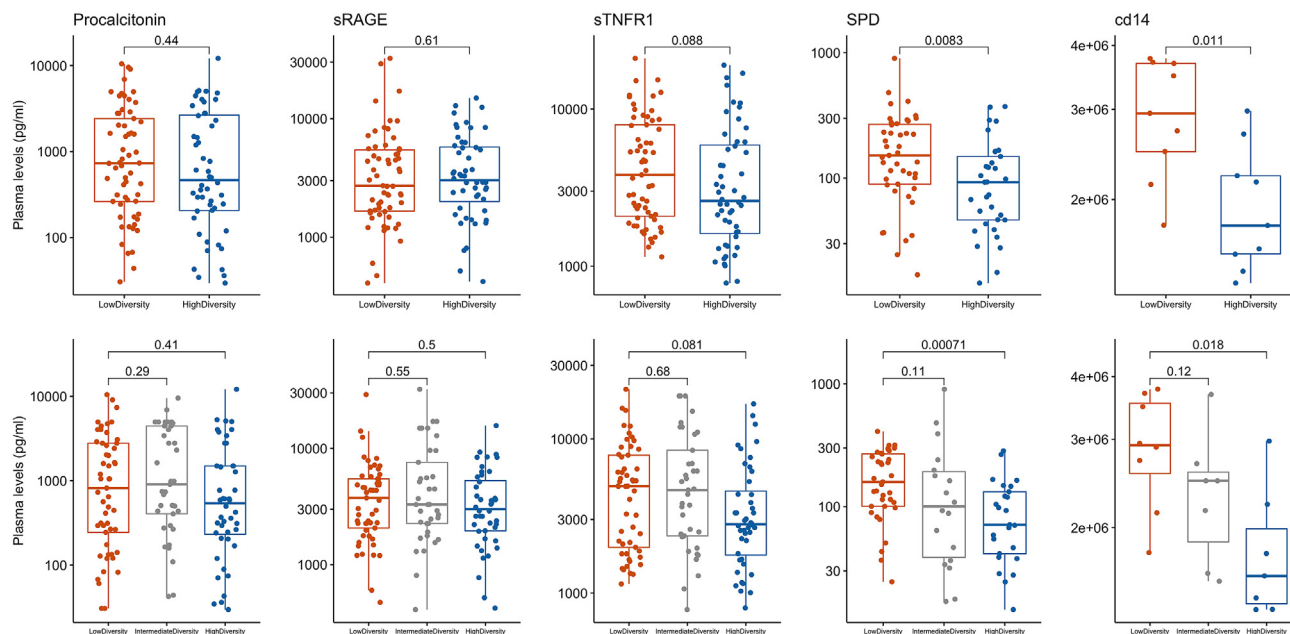 Procalcitonin
sRAGE
sTNFR1
SPD
cd14
Plasma levels (pg/ml)
0.44
10000
1000
100
LowDiversity
HighDiversity
0.61
30000
10000
3000
1000
LowDiversity
HighDiversity
0.088
10000
3000
1000
LowDiversity
HighDiversity
0.0083
1000
300
100
30
LowDiversity
HighDiversity
0.011
4e+06
3e+06
2e+06
LowDiversity
HighDiversity
Plasma levels (pg/ml)
0.41
0.29
10000
1000
100
LowDiversity
IntermediateDiversity
HighDiversity
0.5
0.55
30000
10000
3000
1000
LowDiversity
IntermediateDiversity
HighDiversity
0.081
0.68
30000
10000
3000
1000
LowDiversity
IntermediateDiversity
HighDiversity
0.00071
0.11
1000
300
100
30
LowDiversity
IntermediateDiversity
HighDiversity
0.018
0.12
4e+06
3e+06
2e+06
LowDiversity
IntermediateDiversity
HighDiversity